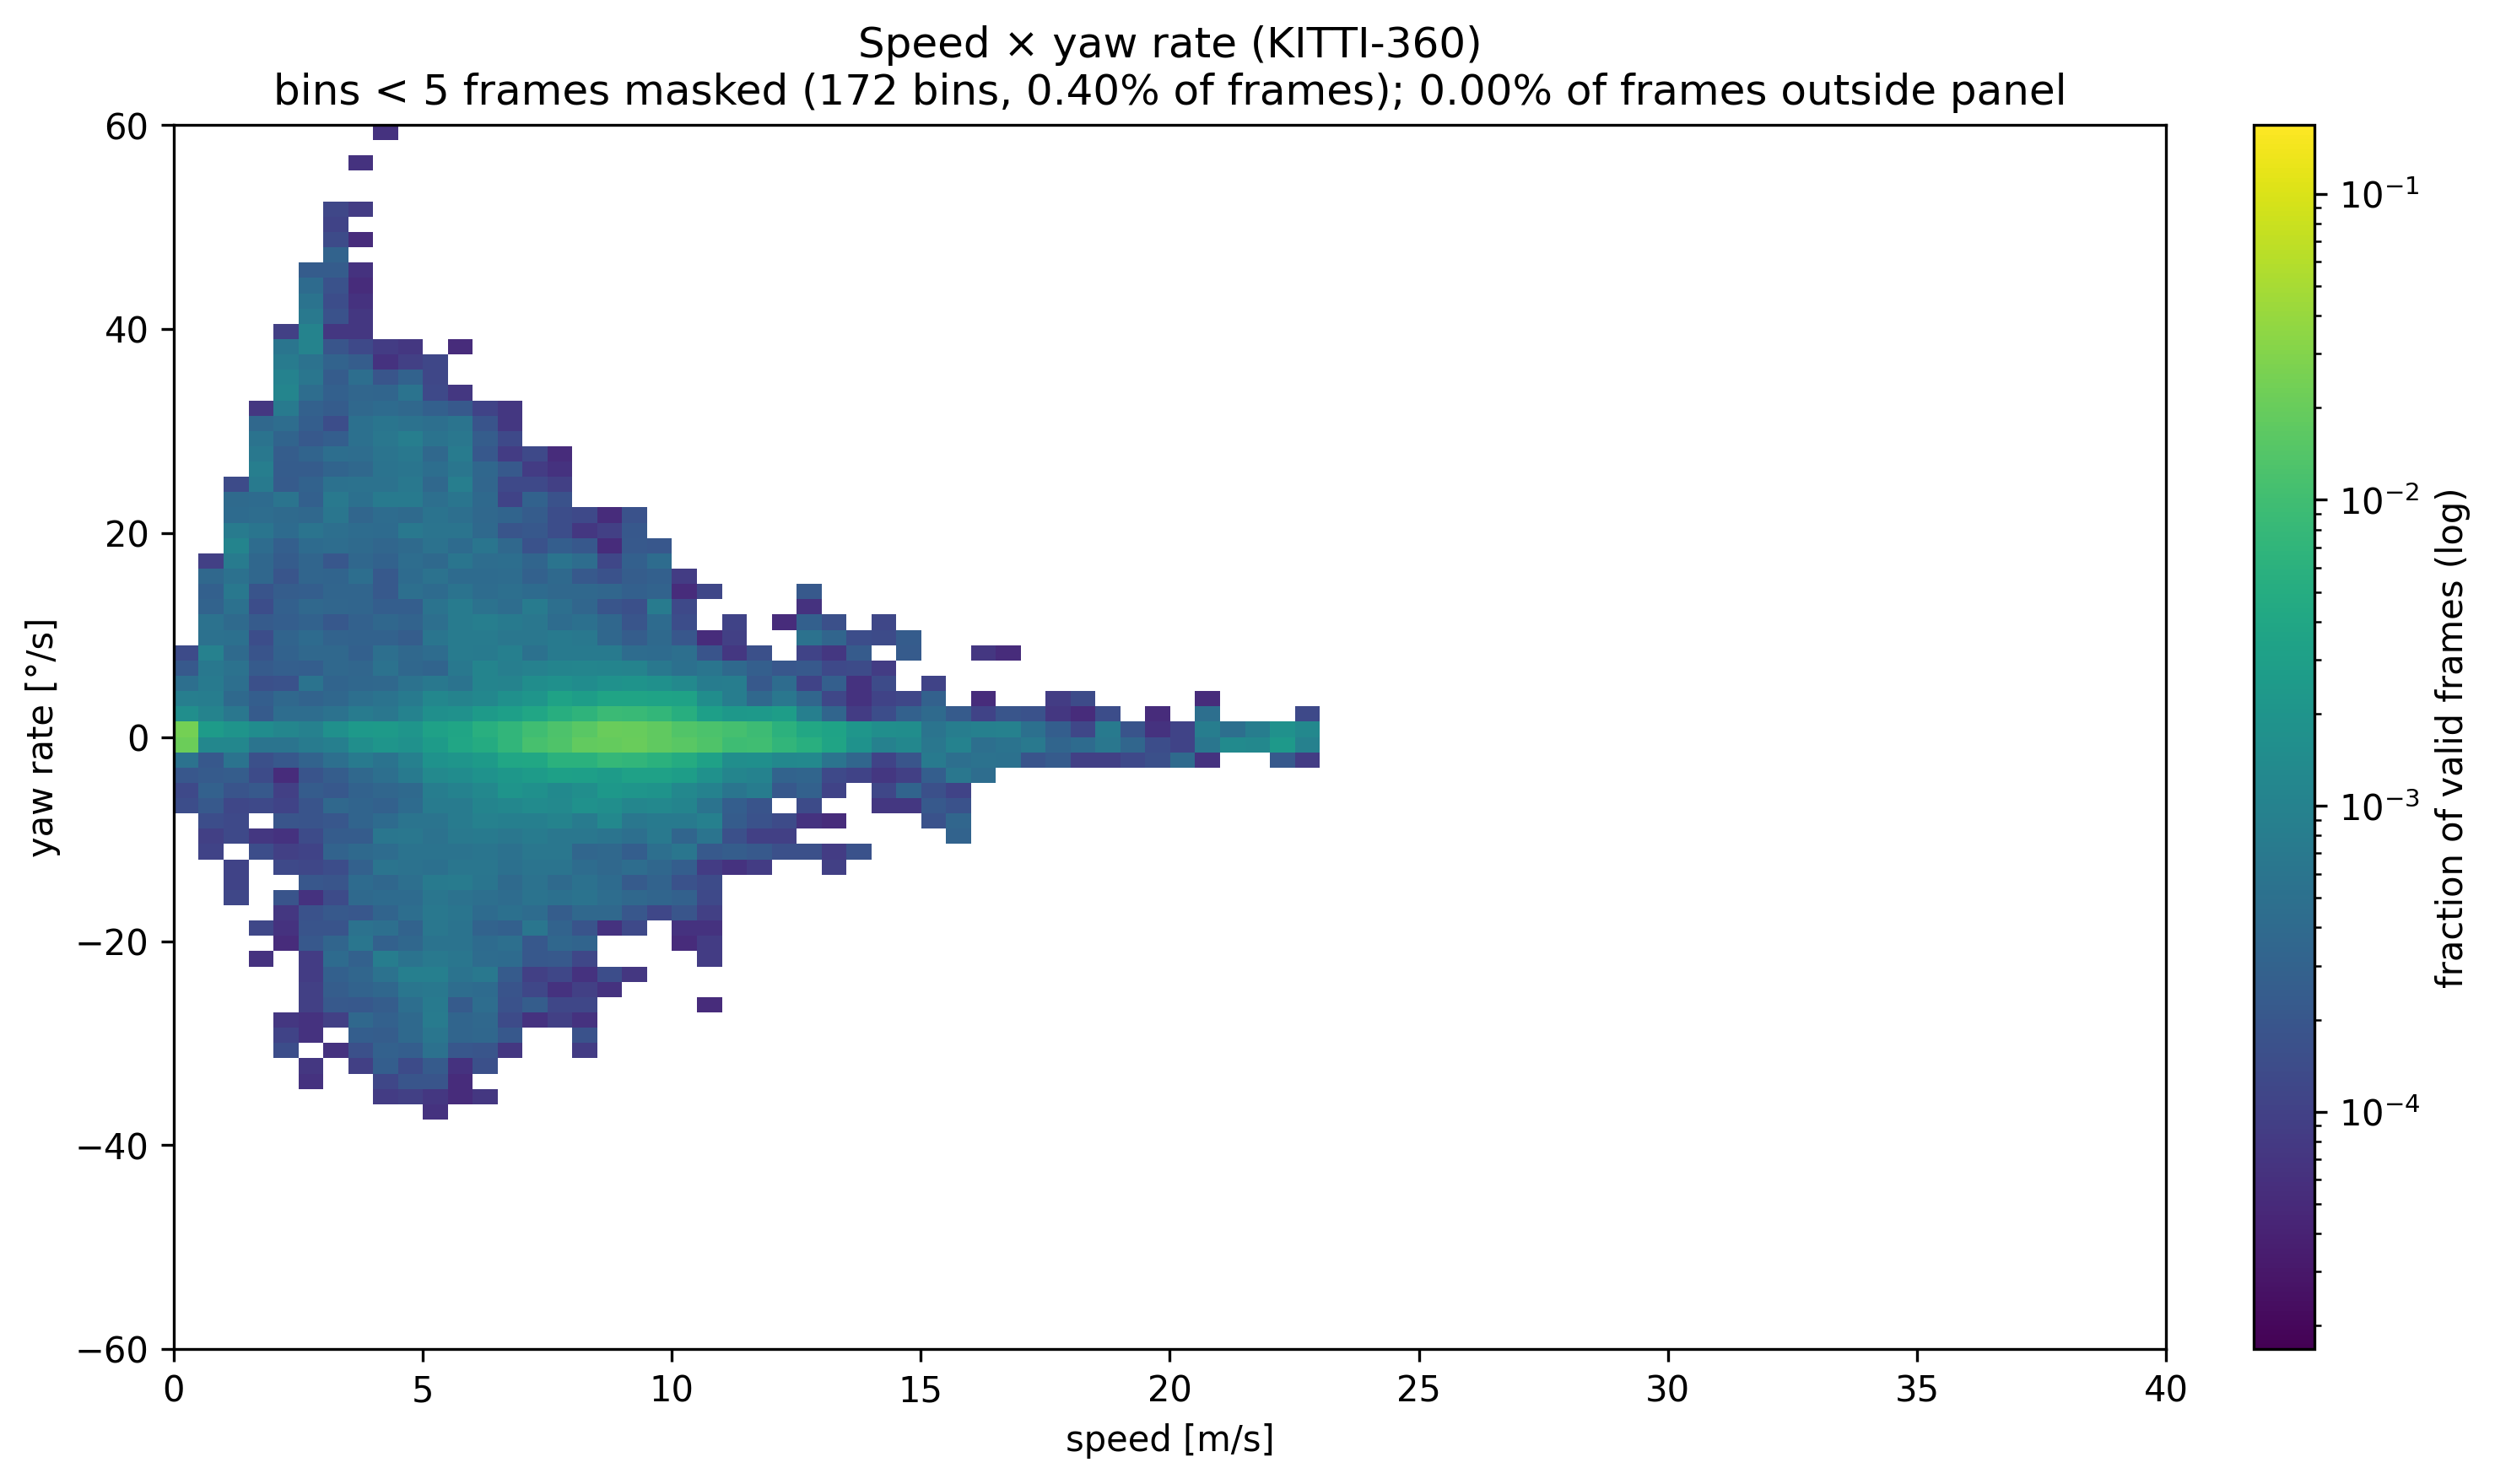 Speed × yaw rate (KITTI-360)
bins < 5 frames masked (172 bins, 0.40% of frames); 0.00% of frames outside panel
60
40
20
0
−20
−40
−60
yaw rate [°/s]
0 5 10 15 20 25 30 35 40
speed [m/s]
10⁻¹
10⁻²
10⁻³
10⁻⁴
fraction of valid frames (log)